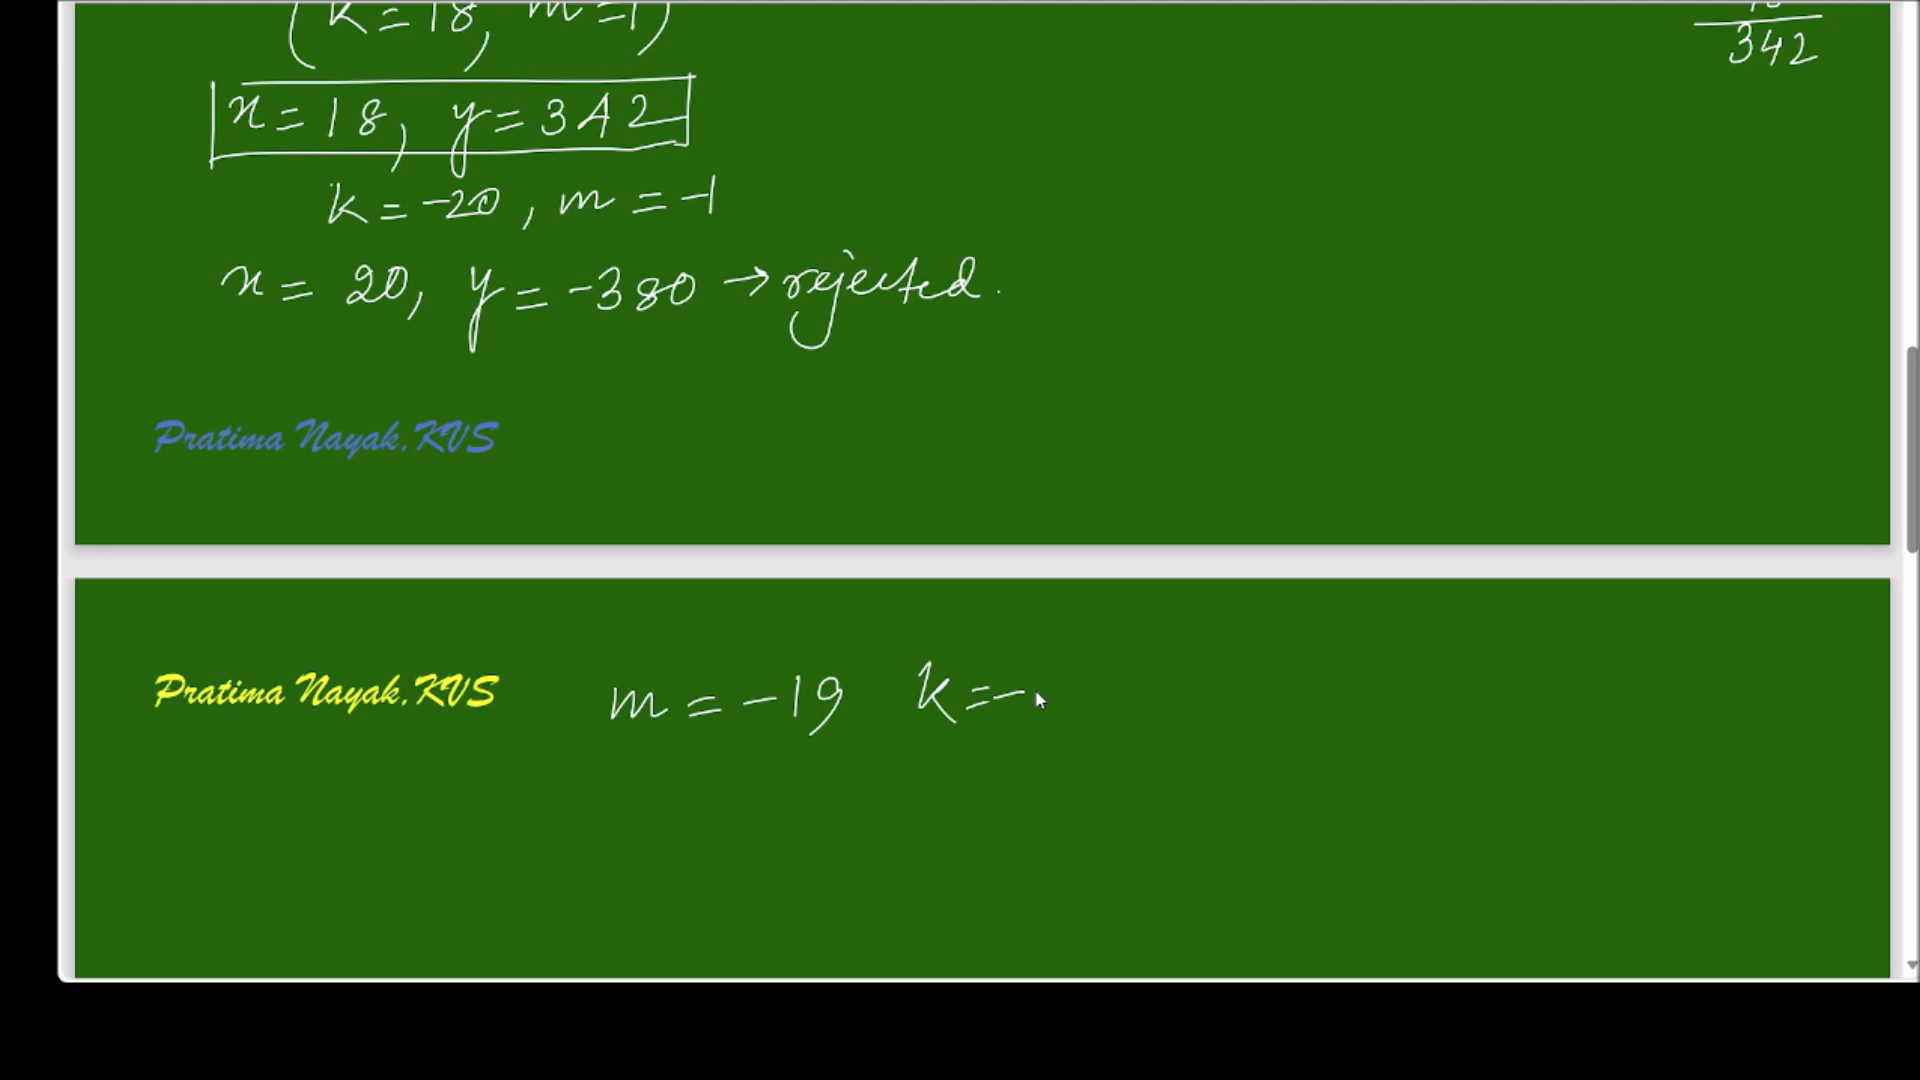 (k=18, m=1)
342
x=18, y=342
k=-20, m=-1
x=20, y=-380 → rejected.
Pratima Nayak,KVS
Pratima Nayak,KVS m=-19 k=-